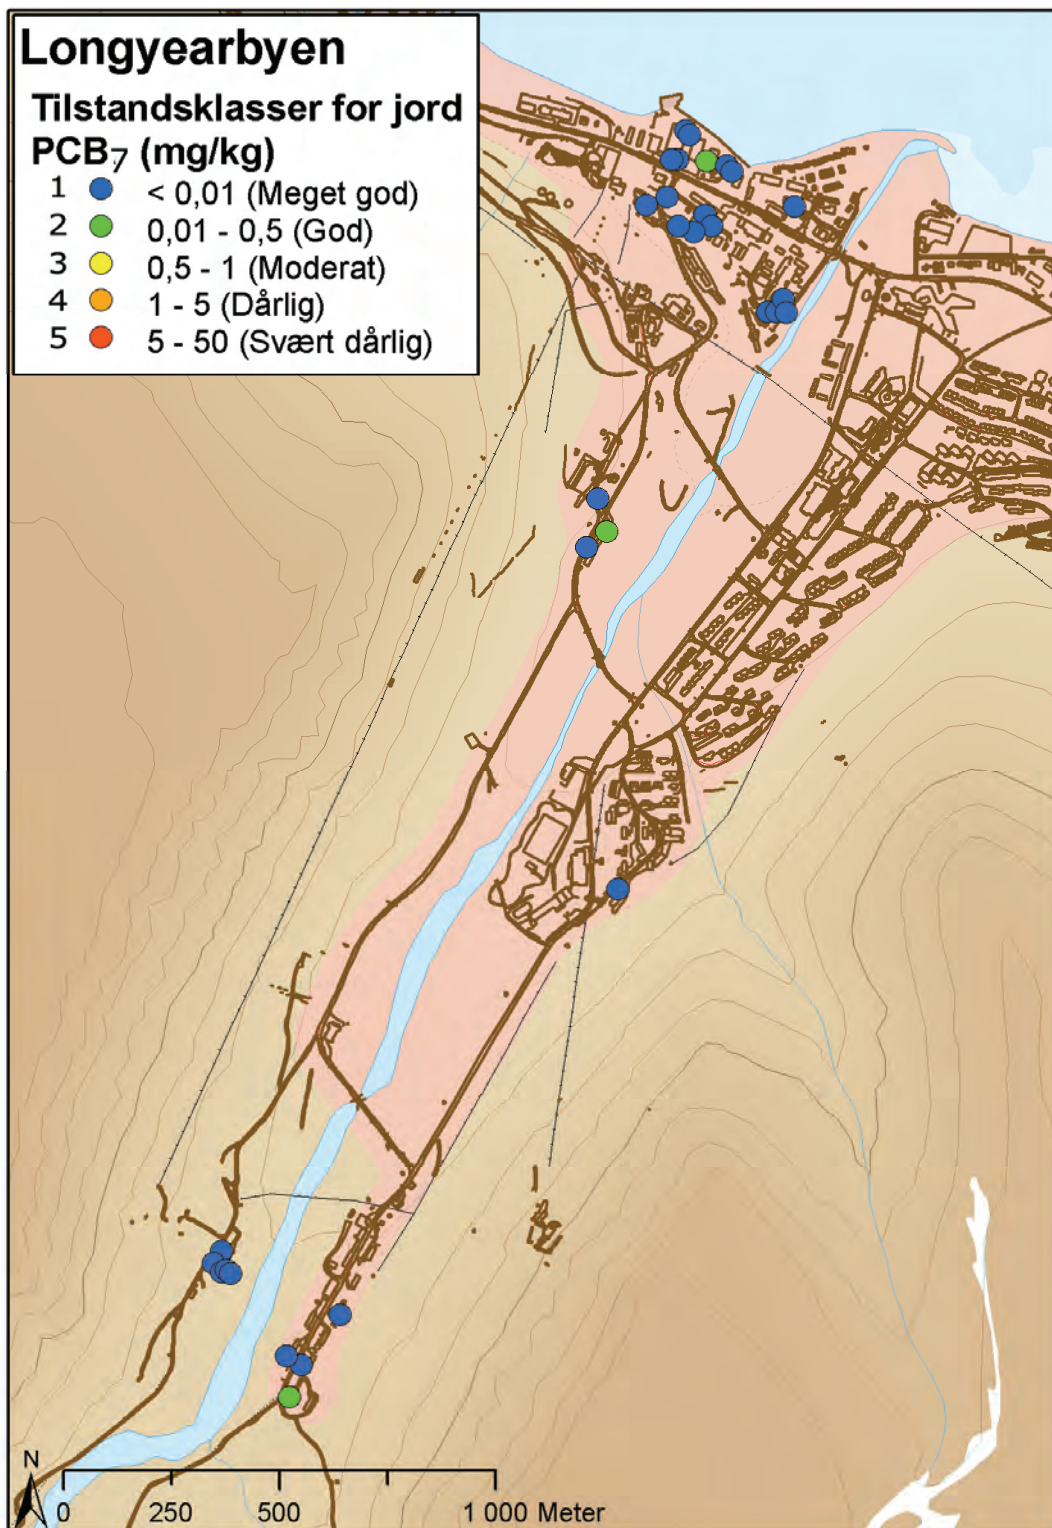 Longyearbyen
Tilstandsklasser for jord
PCB7 (mg/kg)
1 < 0,01 (Meget god)
2 0,01 - 0,5 (God)
3 0,5 - 1 (Moderat)
4 1 - 5 (Dårlig)
5 5 - 50 (Svært dårlig)
N
0 250 500 1 000 Meter